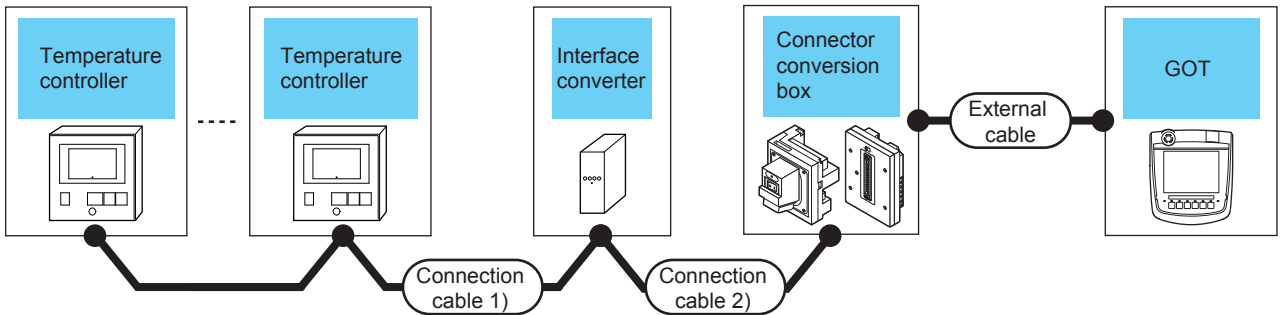 Temperature
controller
Temperature
controller
Interface
converter
Connector
conversion
box
GOT
External
cable
Connection
cable 1)
Connection
cable 2)